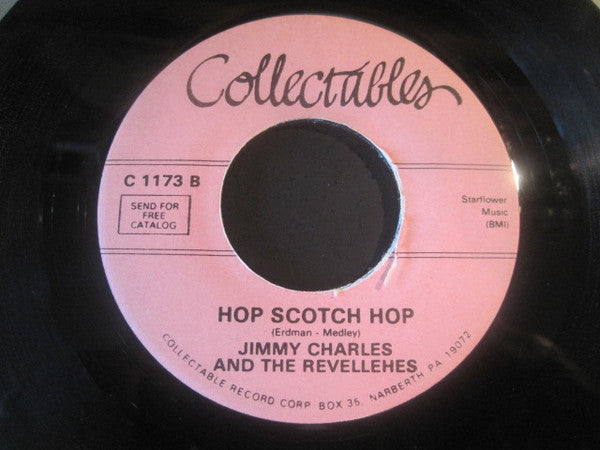 Collectables
C 1173 B
SEND FOR
FREE
CATALOG
Starflower
Music
(BMI)
HOP SCOTCH HOP
(Erdman - Medley)
JIMMY CHARLES
AND THE REVELLEHES
COLLECTABLE RECORD CORP BOX 35, NARBERTH PA 19072